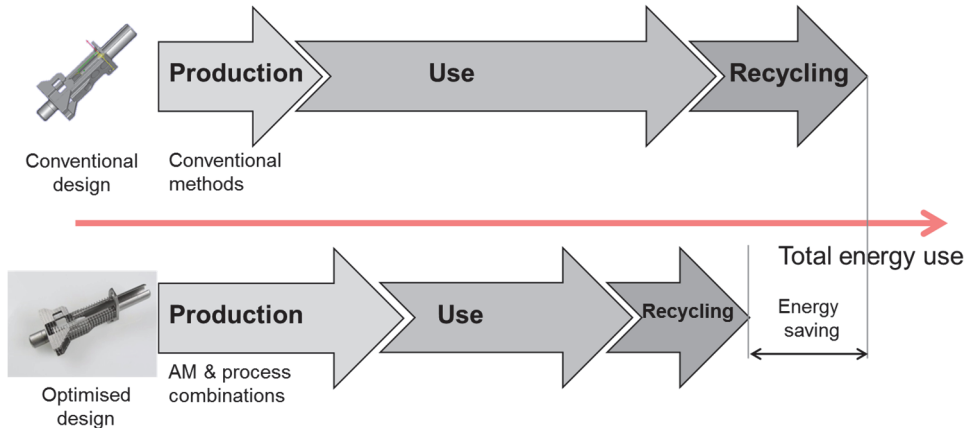 Production
Use
Recycling
Conventional
design
Conventional
methods
Total energy use
Production
Use
Recycling
Energy
saving
AM & process
combinations
Optimised
design